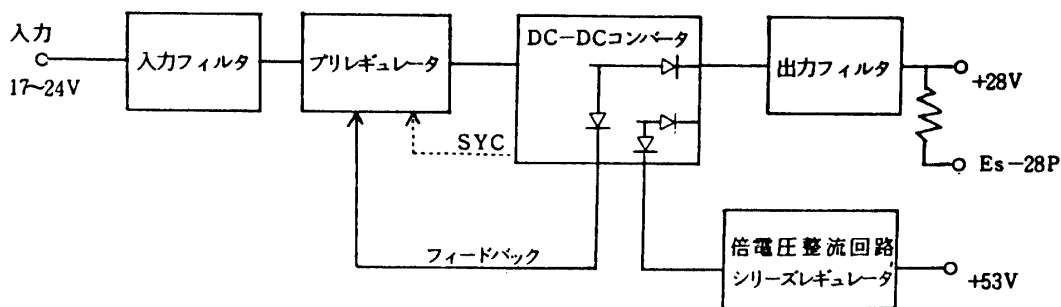 入力
17~24V
入力フィルタ
プリレギュレータ
DC-DCコンバータ
出力フィルタ
+28V
SYC
Es-28P
フィードバック
倍電圧整流回路
シリーズレギュレータ
+53V